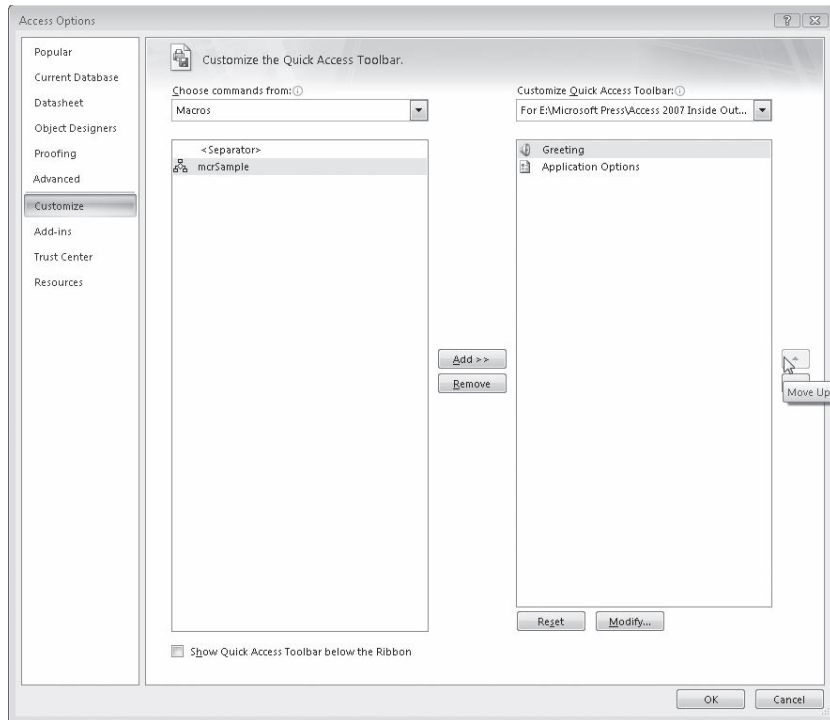 Access Options
Popular
Current Database
Datasheet
Object Designers
Proofing
Advanced
Customize
Add-ins
Trust Center
Resources
Customize the Quick Access Toolbar.
Choose commands from:
Macros
<Separator>
mcrSample
Add >>
Remove
Customize Quick Access Toolbar:
For E:\Microsoft Press\Access 2007 Inside Out...
Greeting
Application Options
Move Up
Reset
Modify...
Show Quick Access Toolbar below the Ribbon
OK
Cancel